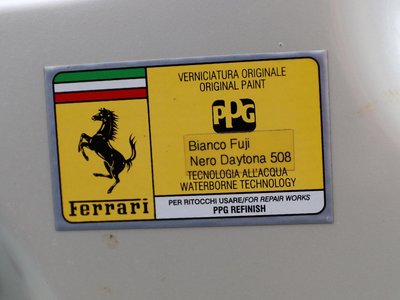 VERNICIATURA ORIGINALE
ORIGINAL PAINT
PPG
Bianco Fuji
Nero Daytona 508
TECNOLOGIA ALL'ACQUA
WATERBORNE TECHNOLOGY
Ferrari
PER RITOCCHI USARE/FOR REPAIR WORKS
PPG REFINISH